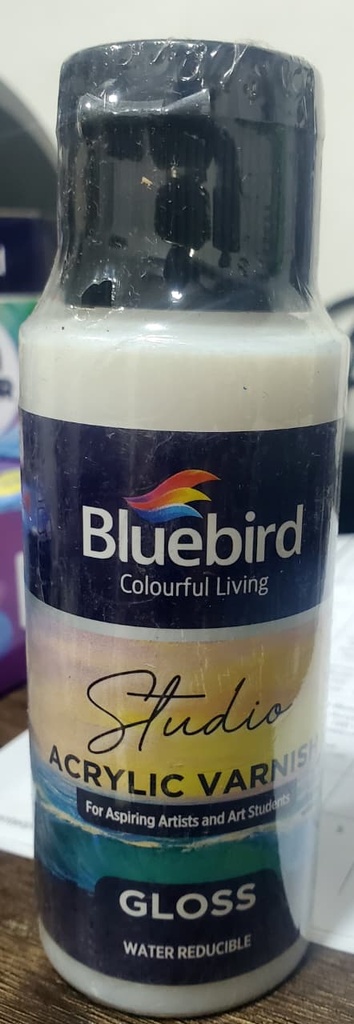 Bluebird
Colourful Living
Studio
ACRYLIC VARNISH
For Aspiring Artists and Art Students
GLOSS
WATER REDUCIBLE